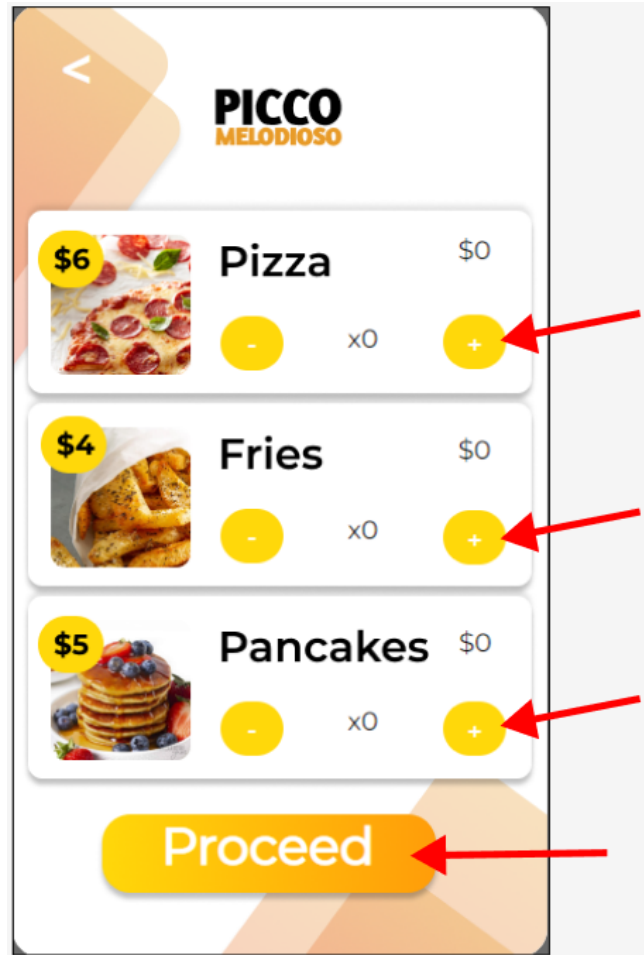 <
PICCO
MELODIOSO
$6
Pizza
$0
-
x0
+
$4
Fries
$0
-
x0
+
$5
Pancakes
$0
-
x0
+
Proceed